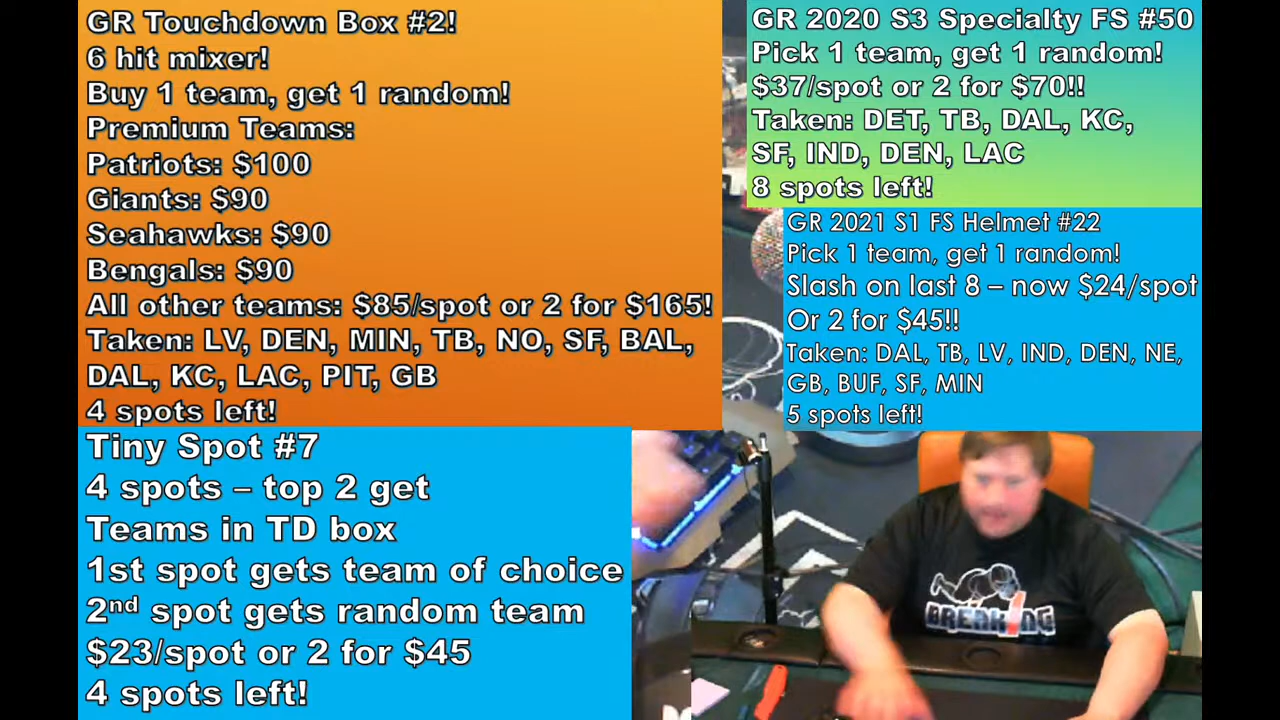 GR Touchdown Box #2!
6 hit mixer!
Buy 1 team, get 1 random!
Premium Teams:
Patriots: $100
Giants: $90
Seahawks: $90
Bengals: $90
All other teams: $85/spot or 2 for $165!
Taken: LV, DEN, MIN, TB, NO, SF, BAL,
DAL, KC, LAC, PIT, GB
4 spots left!
GR 2020 S3 Specialty FS #50
Pick 1 team, get 1 random!
$37/spot or 2 for $70!!
Taken: DET, TB, DAL, KC,
SF, IND, DEN, LAC
8 spots left!
GR 2021 S1 FS Helmet #22
Pick 1 team, get 1 random!
Slash on last 8 – now $24/spot
Or 2 for $45!!
Taken: DAL, TB, LV, IND, DEN, NE,
GB, BUF, SF, MIN
5 spots left!
Tiny Spot #7
4 spots – top 2 get
Teams in TD box
1st spot gets team of choice
2nd spot gets random team
$23/spot or 2 for $45
4 spots left!
BREAKING